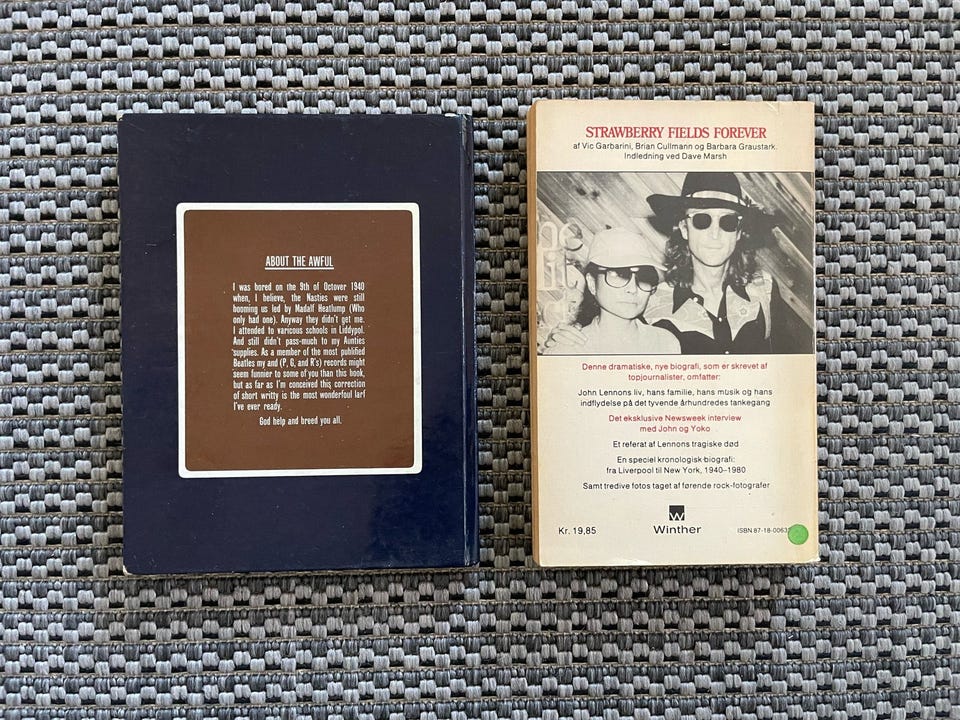 ABOUT THE AWFUL
I was bored on the 9th of Octover 1940
when, I believe, the Nasties were still
booming us led by Madalf Heatlump (Who
only had one). Anyway they didn't get me.
I attended to varicous schools in Liddypol.
And still didn't pass—much to my Aunties
supplies. As a member of the most publified
Beatles my and (P, G, and R's) records might
seem funnier to some of you than this book,
but as far as I'm conceived this correction
of short writty is the most wonderfoul larf
I've ever ready.
God help and breed you all.
STRAWBERRY FIELDS FOREVER
af Vic Garbarini, Brian Cullmann og Barbara Graustark.
Indledning ved Dave Marsh
Denne dramatiske, nye biografi, som er skrevet af
topjournalister, omfatter:
John Lennons liv, hans familie, hans musik og hans
indflydelse på det tyvende århundredes tankegang
Det eksklusive Newsweek interview
med John og Yoko
Et referat af Lennons tragiske død
En speciel kronologisk biografi:
fra Liverpool til New York, 1940–1980
Samt tredive fotos taget af førende rock-fotografer
Kr. 19,85
W
Winther
ISBN 87-18-0063